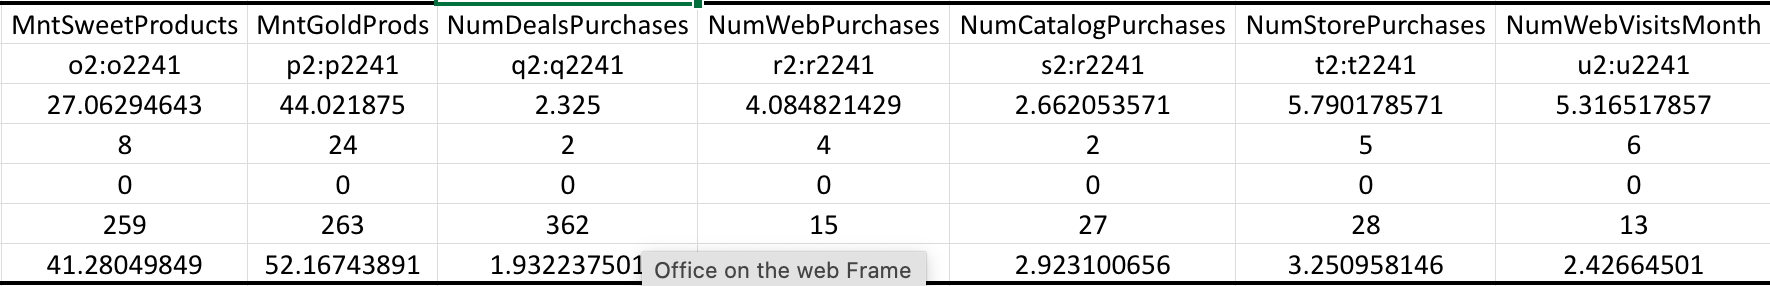 MntSweetProducts MntGoldProds NumDealsPurchases NumWebPurchases NumCatalogPurchases NumStorePurchases NumWebVisitsMonth
o2:o2241 p2:p2241 q2:q2241 r2:r2241 s2:r2241 t2:t2241 u2:u2241
27.06294643 44.021875 2.325 4.084821429 2.662053571 5.790178571 5.316517857
8 24 2 4 2 5 6
0 0 0 0 0 0 0
259 263 362 15 27 28 13
41.28049849 52.16743891 1.932237501 2.923100656 3.250958146 2.42664501
Office on the web Frame